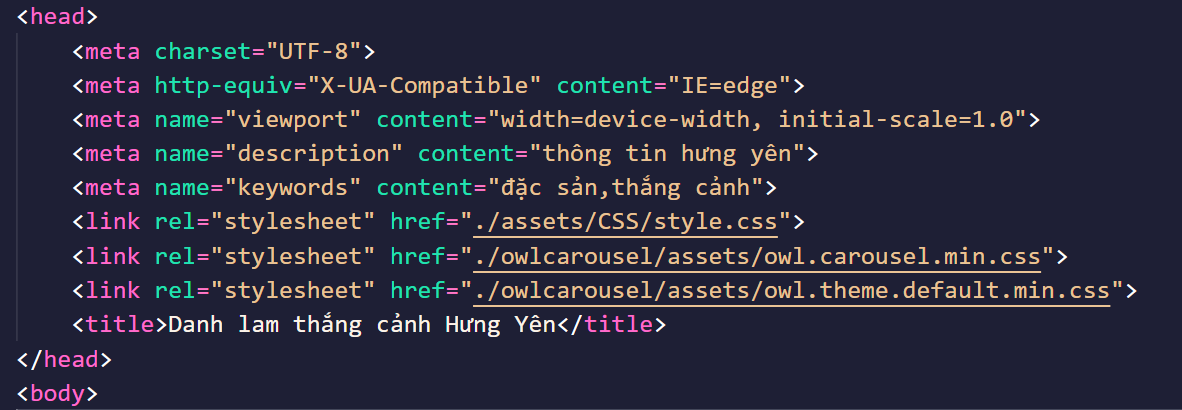 <head>
<meta charset="UTF-8">
<meta http-equiv="X-UA-Compatible" content="IE=edge">
<meta name="viewport" content="width=device-width, initial-scale=1.0">
<meta name="description" content="thông tin hưng yên">
<meta name="keywords" content="đặc sản,thắng cảnh">
<link rel="stylesheet" href="./assets/CSS/style.css">
<link rel="stylesheet" href="./owlcarousel/assets/owl.carousel.min.css">
<link rel="stylesheet" href="./owlcarousel/assets/owl.theme.default.min.css">
<title>Danh lam thắng cảnh Hưng Yên</title>
</head>
<body>